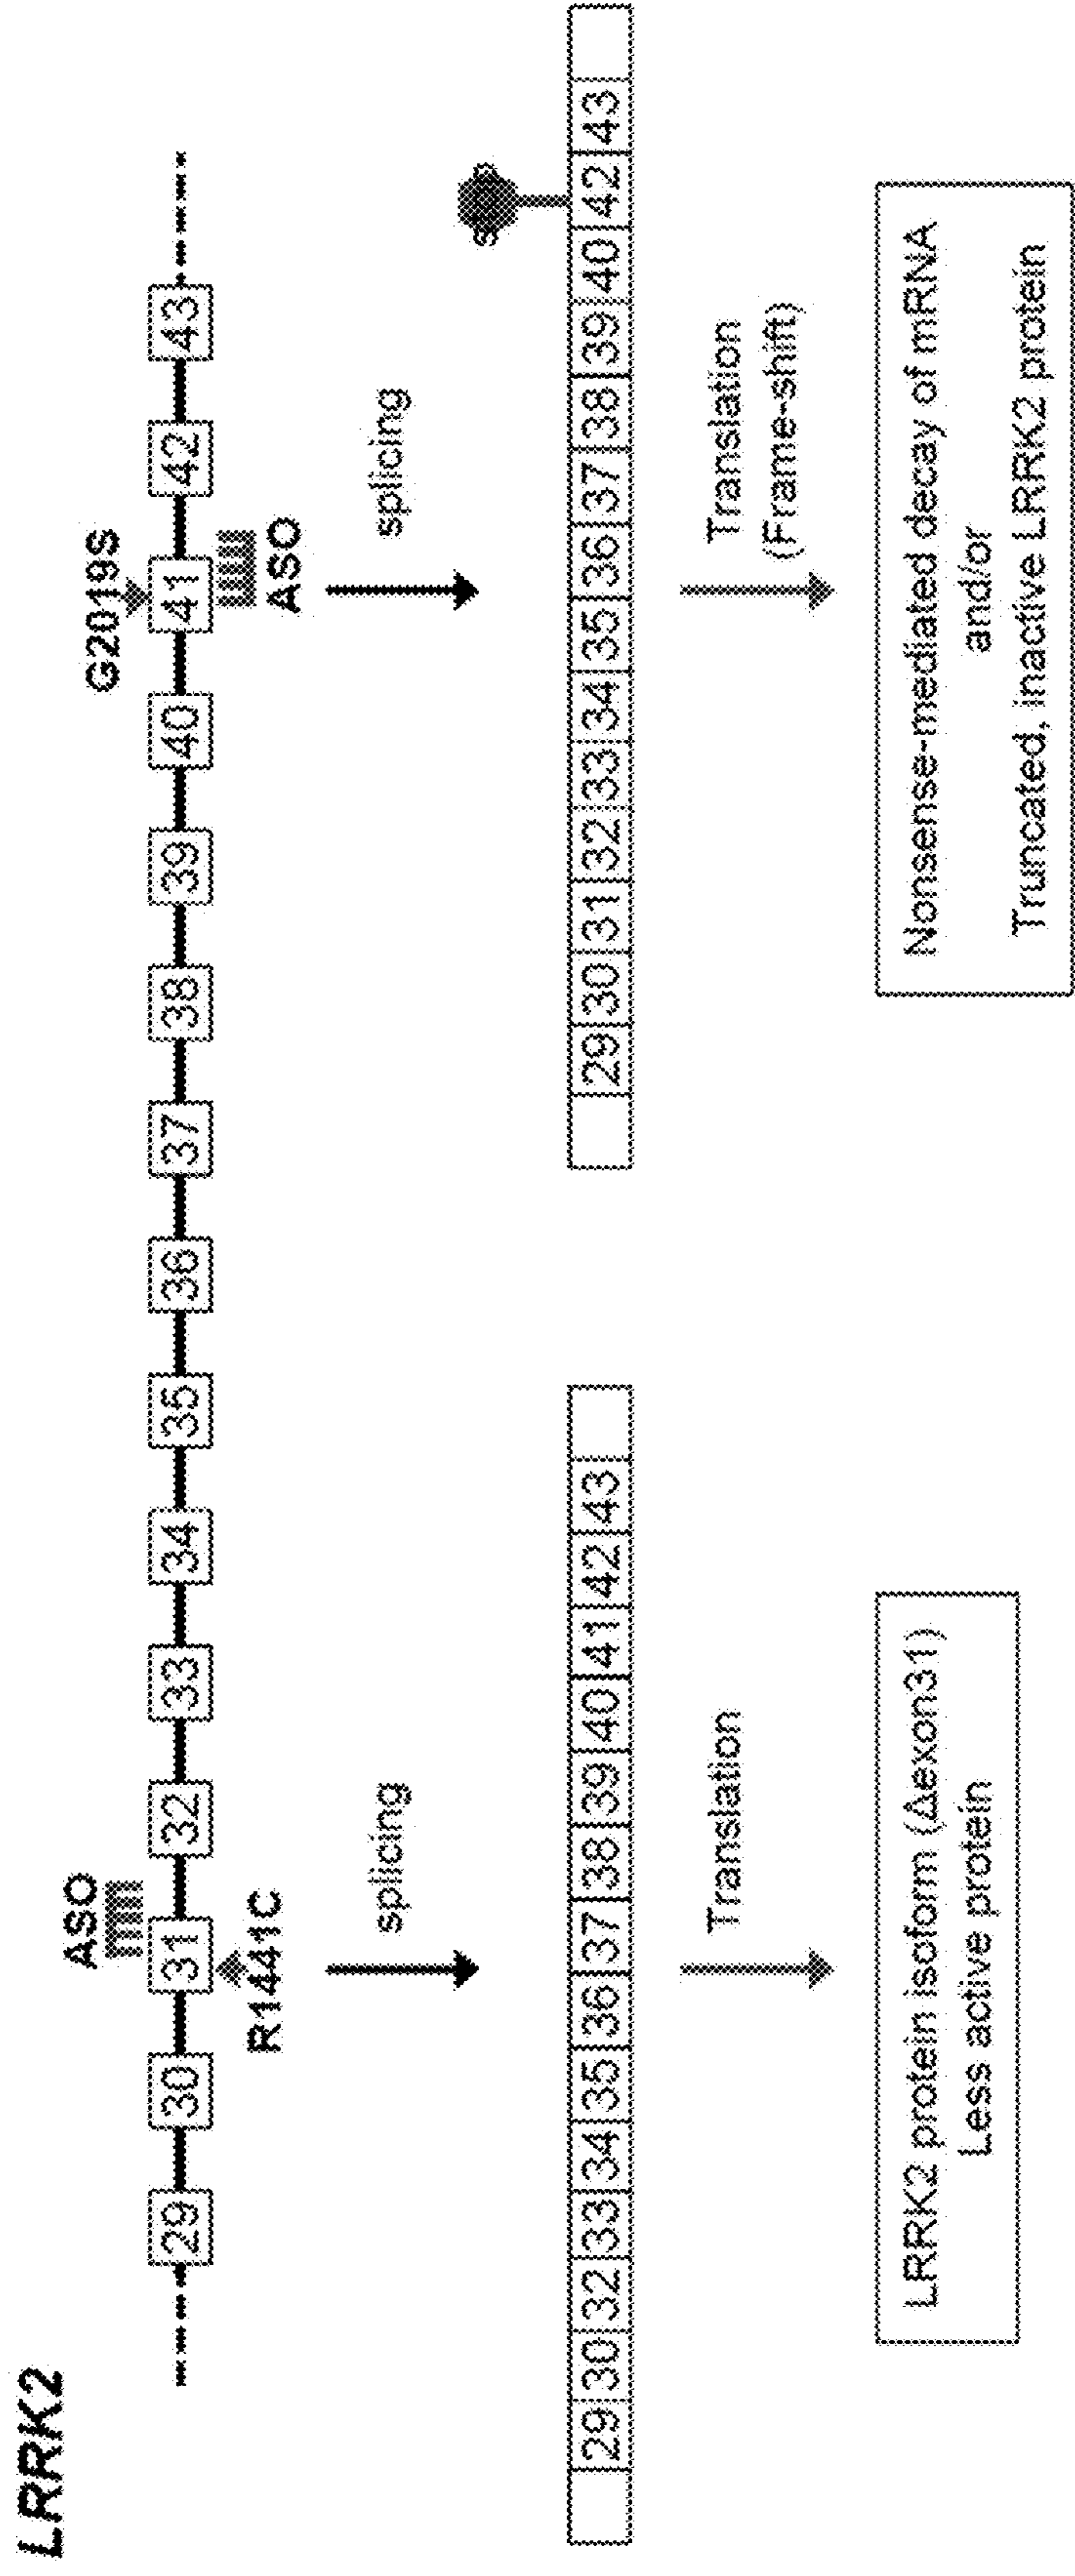 LRRK2
ASO
G2019S
29 30 31 32 33 34 35 36 37 38 39 40 41 42 43
R1441C
ASO
splicing
splicing
29 30 32 33 34 35 36 37 38 39 40 41 42 43
29 30 31 32 33 34 35 36 37 38 39 40 42 43
Translation
Translation
(Frame-shift)
LRRK2 protein isoform (Δexon31)
Less active protein
Nonsense-mediated decay of mRNA
and/or
Truncated, inactive LRRK2 protein